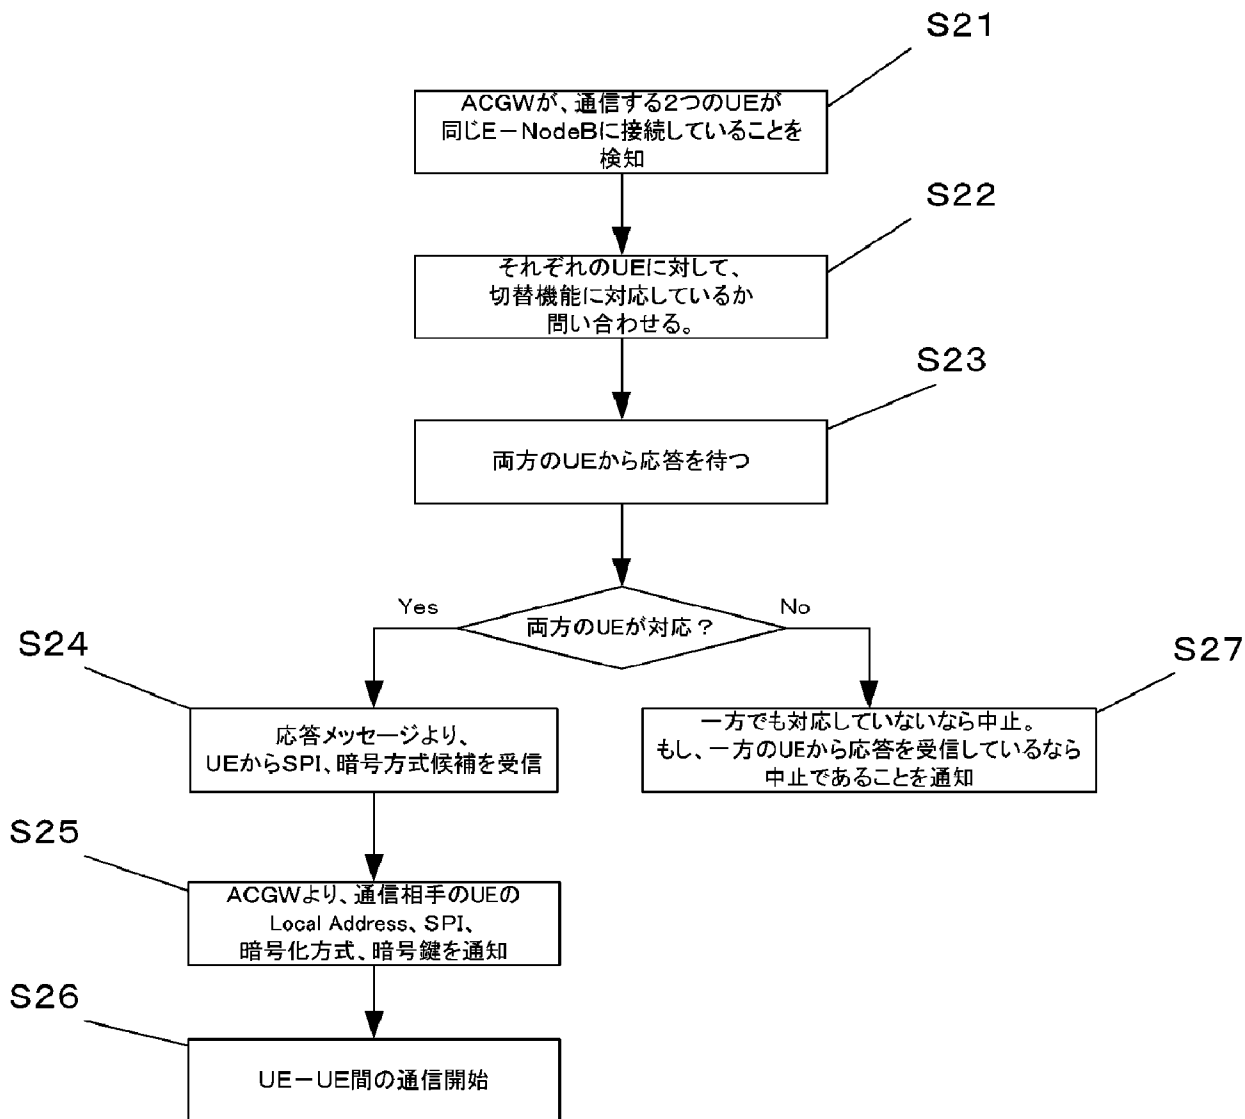 S21
ACGWが、通信する2つのUEが
同じE－NodeBに接続していることを
検知
S22
それぞれのUEに対して、
切替機能に対応しているか
問い合わせる。
S23
両方のUEから応答を待つ
Yes
両方のUEが対応？
No
S24
応答メッセージより、
UEからSPI、暗号方式候補を受信
S27
一方でも対応していないなら中止。
もし、一方のUEから応答を受信しているなら
中止であることを通知
S25
ACGWより、通信相手のUEの
Local Address、SPI、
暗号化方式、暗号鍵を通知
S26
UE－UE間の通信開始